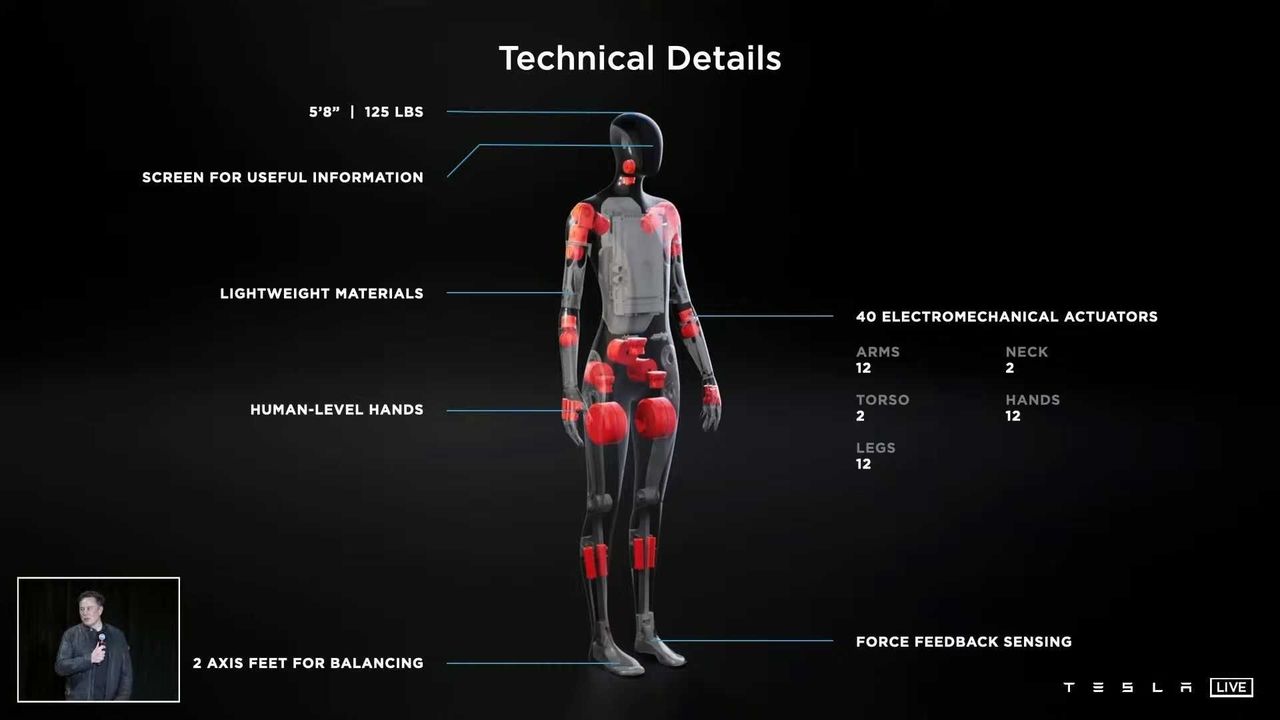 Technical Details
5’8” | 125 LBS
SCREEN FOR USEFUL INFORMATION
LIGHTWEIGHT MATERIALS
HUMAN-LEVEL HANDS
2 AXIS FEET FOR BALANCING
40 ELECTROMECHANICAL ACTUATORS
ARMS NECK
12 2
TORSO HANDS
2 12
LEGS
12
FORCE FEEDBACK SENSING
TESLA LIVE